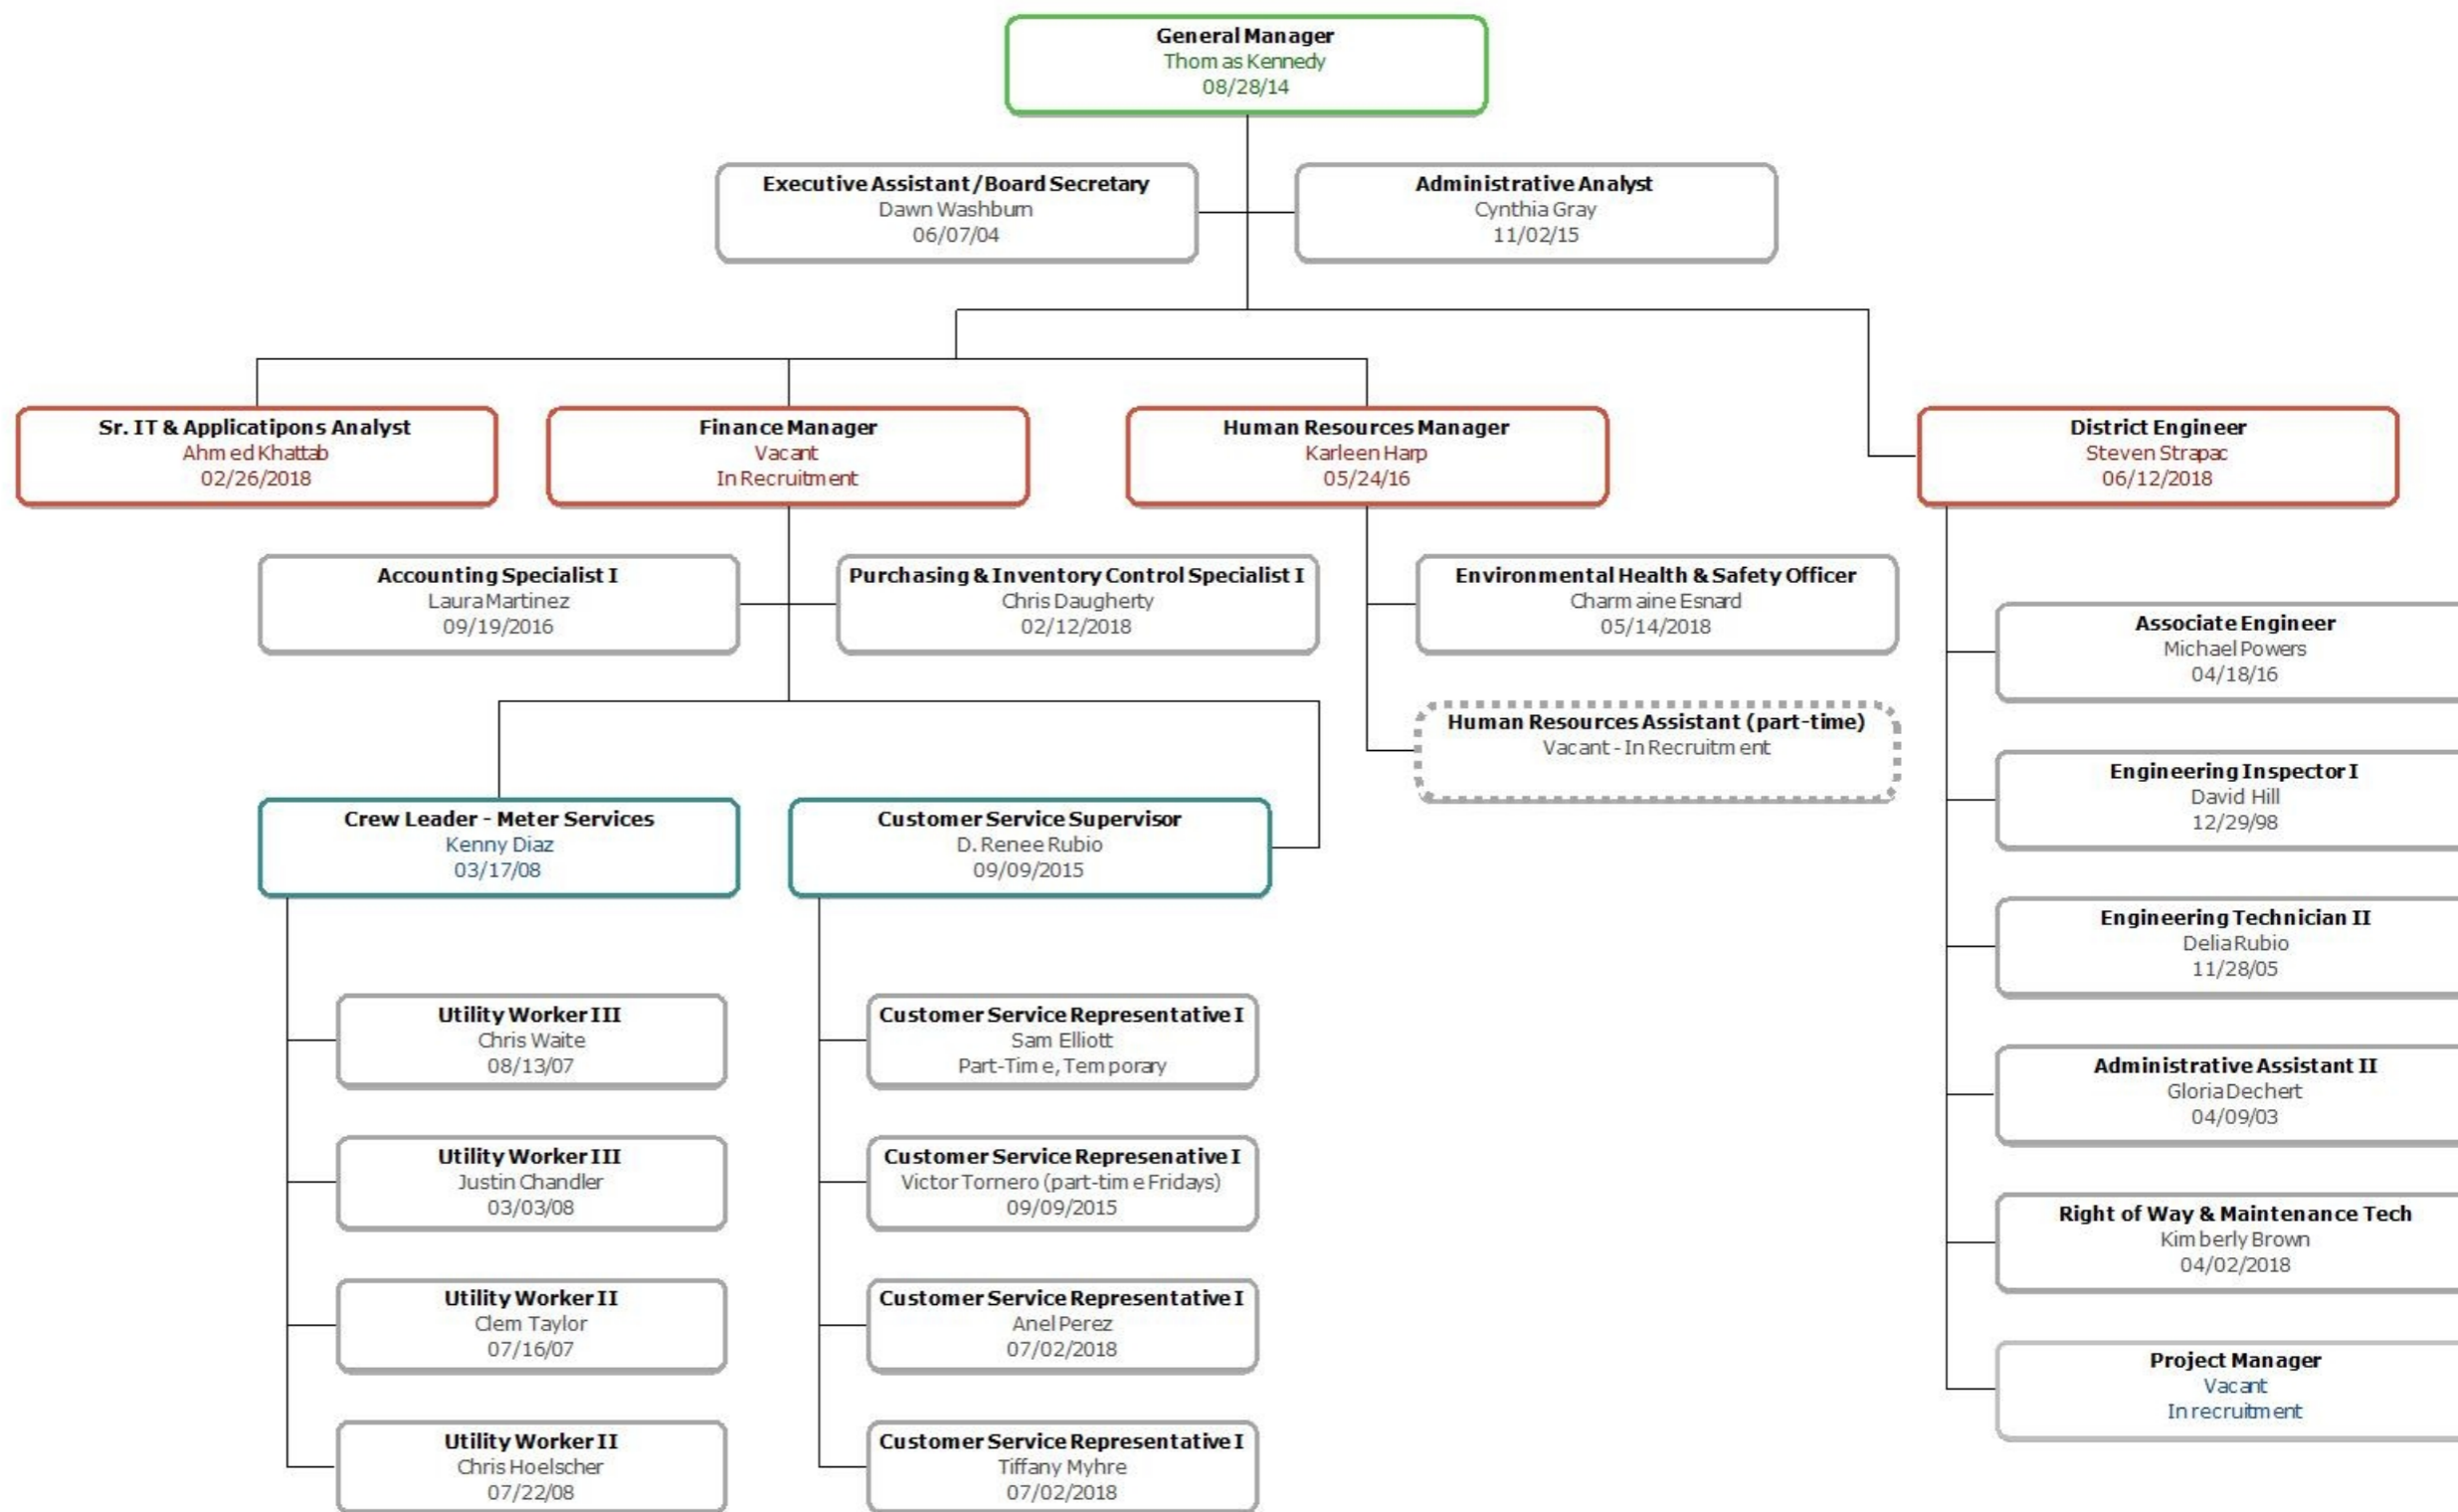 General Manager
Thomas Kennedy
08/28/14
Executive Assistant/Board Secretary
Dawn Washburn
06/07/04
Administrative Analyst
Cynthia Gray
11/02/15
Sr. IT & Applicatipons Analyst
Ahmed Khattab
02/26/2018
Finance Manager
Vacant
In Recruitment
Human Resources Manager
Karleen Harp
05/24/16
District Engineer
Steven Strapac
06/12/2018
Accounting Specialist I
Laura Martinez
09/19/2016
Purchasing & Inventory Control Specialist I
Chris Daugherty
02/12/2018
Environmental Health & Safety Officer
Charmaine Esnard
05/14/2018
Human Resources Assistant (part-time)
Vacant - In Recruitment
Crew Leader - Meter Services
Kenny Diaz
03/17/08
Customer Service Supervisor
D. Renee Rubio
09/09/2015
Utility Worker III
Chris Waite
08/13/07
Utility Worker III
Justin Chandler
03/03/08
Utility Worker II
Clem Taylor
07/16/07
Utility Worker II
Chris Hoelscher
07/22/08
Customer Service Representative I
Sam Elliott
Part-Time, Temporary
Customer Service Represenative I
Victor Tornero (part-time Fridays)
09/09/2015
Customer Service Representative I
Anel Perez
07/02/2018
Customer Service Representative I
Tiffany Myhre
07/02/2018
Associate Engineer
Michael Powers
04/18/16
Engineering Inspector I
David Hill
12/29/98
Engineering Technician II
Delia Rubio
11/28/05
Administrative Assistant II
Gloria Dechert
04/09/03
Right of Way & Maintenance Tech
Kimberly Brown
04/02/2018
Project Manager
Vacant
In recruitment